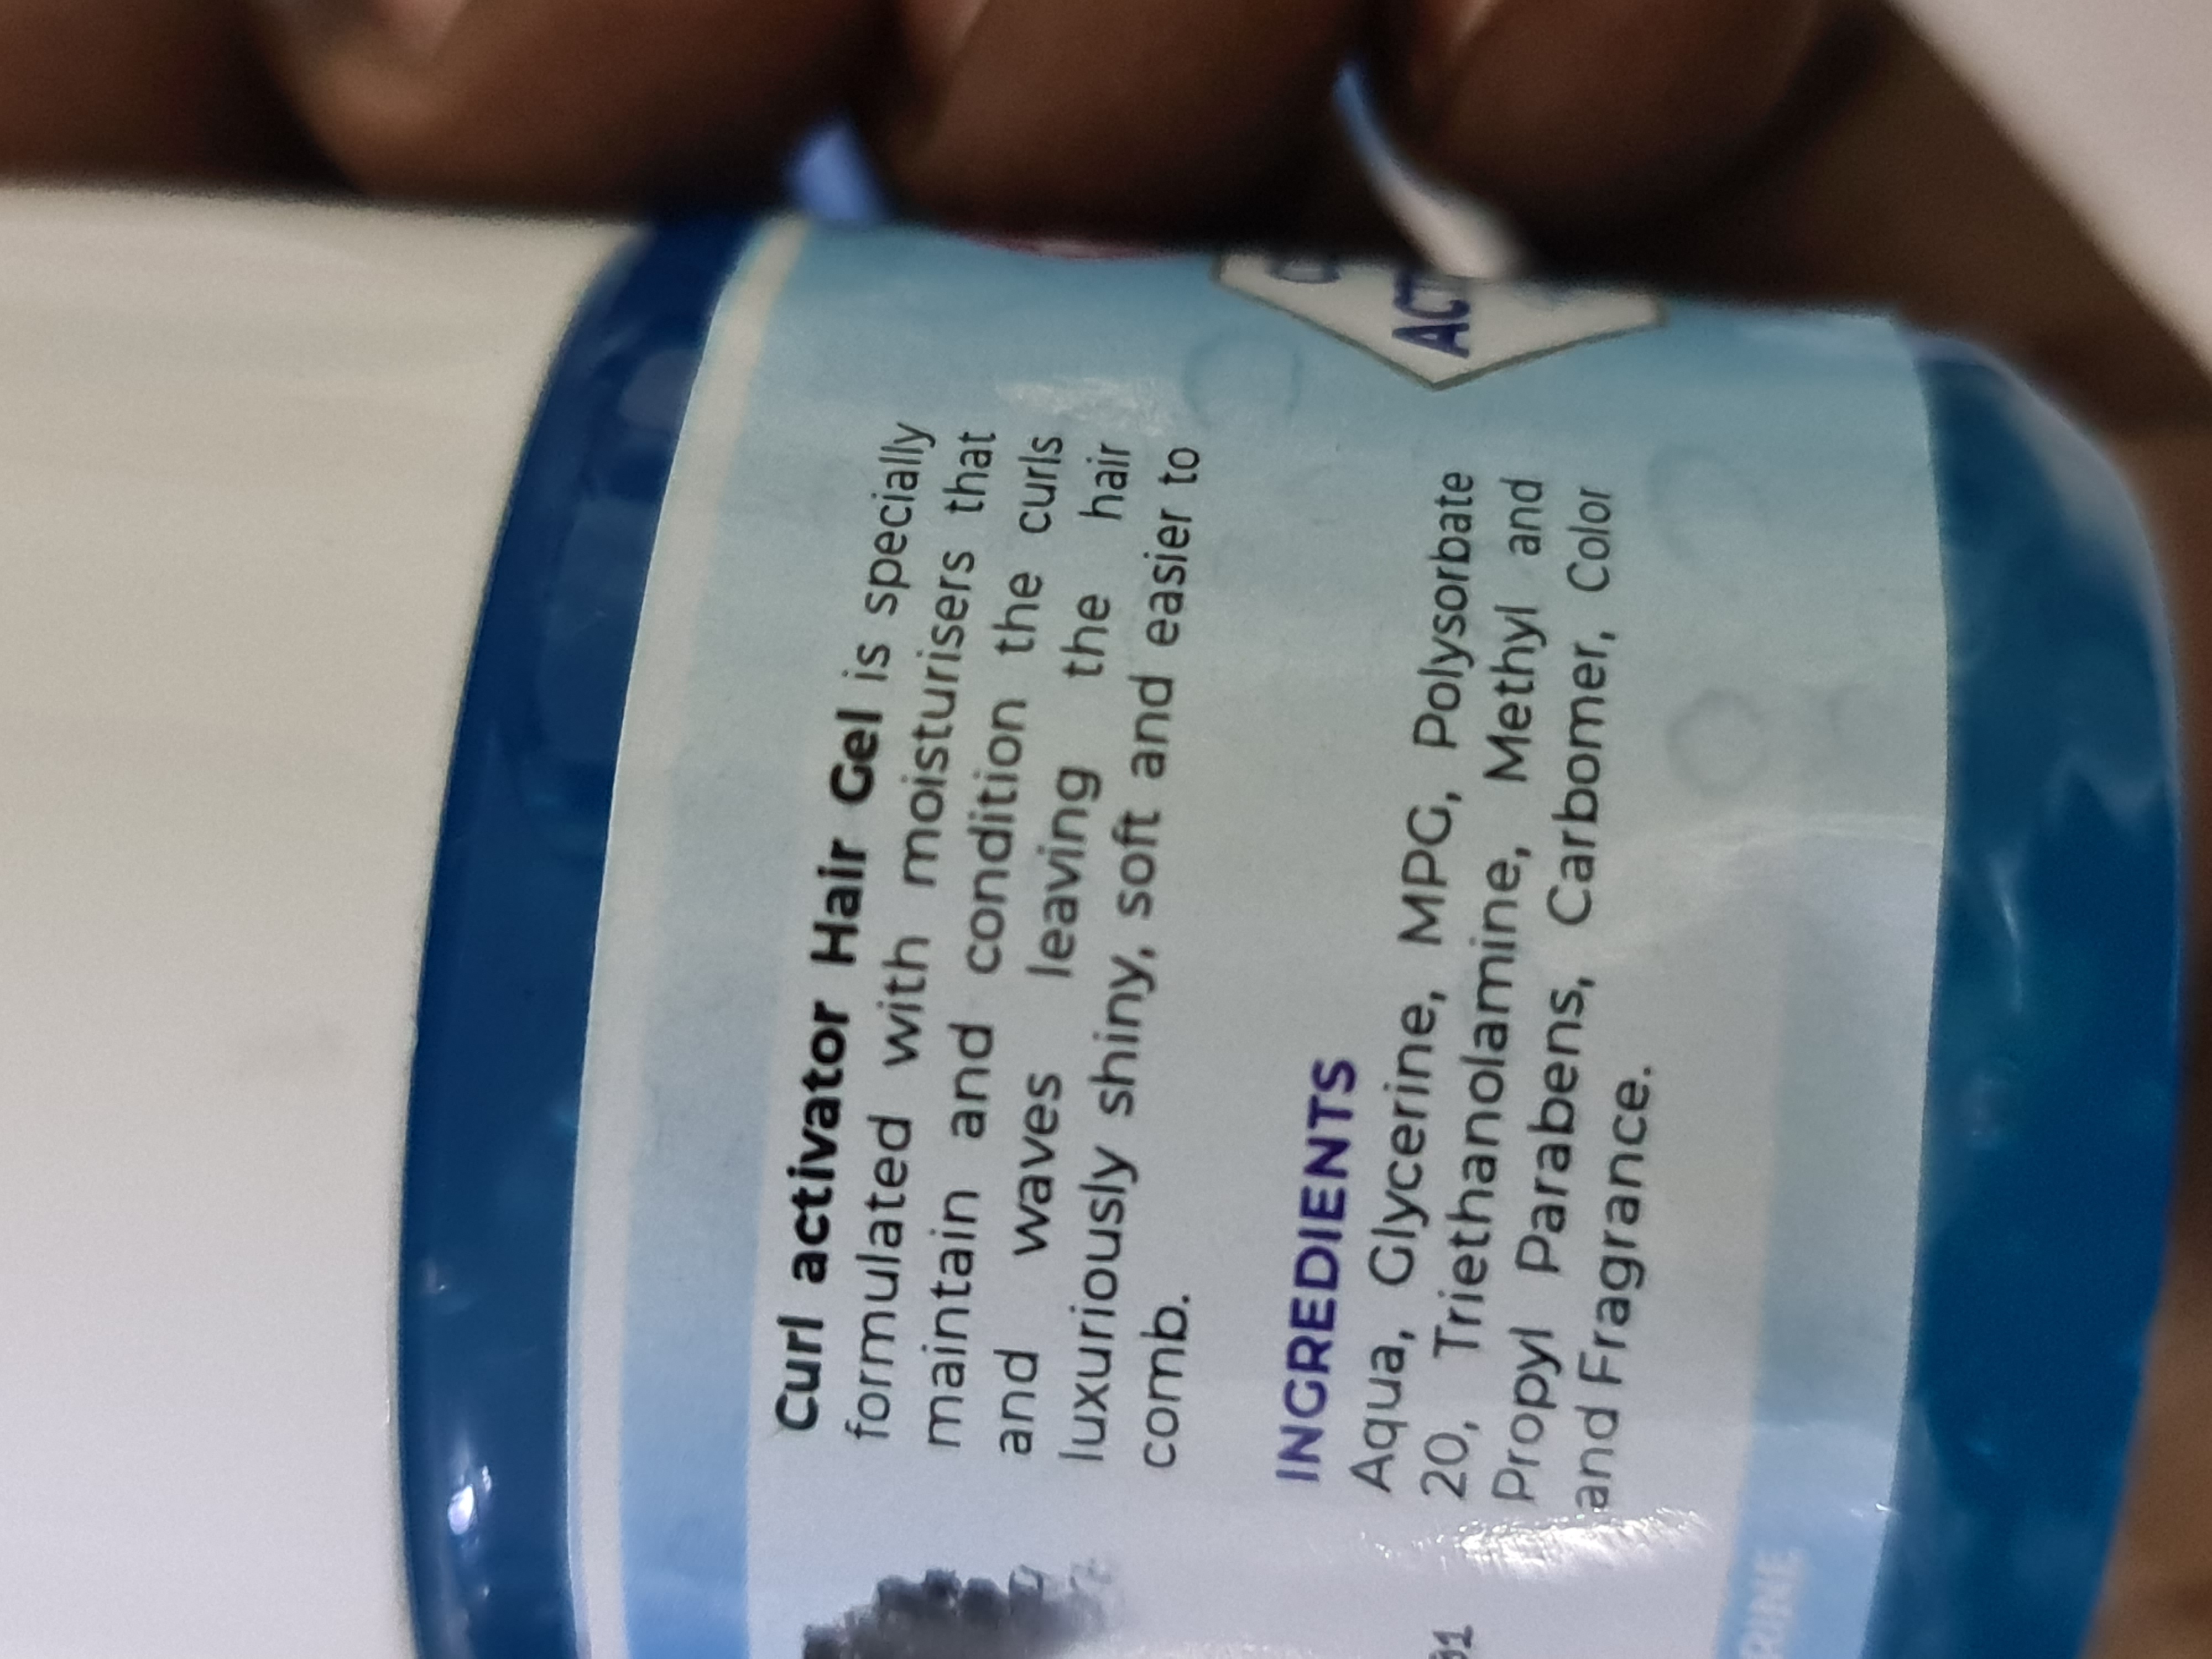 Curl activator Hair Gel is specially
formulated with moisturisers that
maintain and condition the curls
and waves leaving the hair
luxuriously shiny, soft and easier to
comb.
INGREDIENTS
Aqua, Glycerine, MPG, Polysorbate
20, Triethanolamine, Methyl and
Propyl Parabens, Carbomer, Color
and Fragrance.